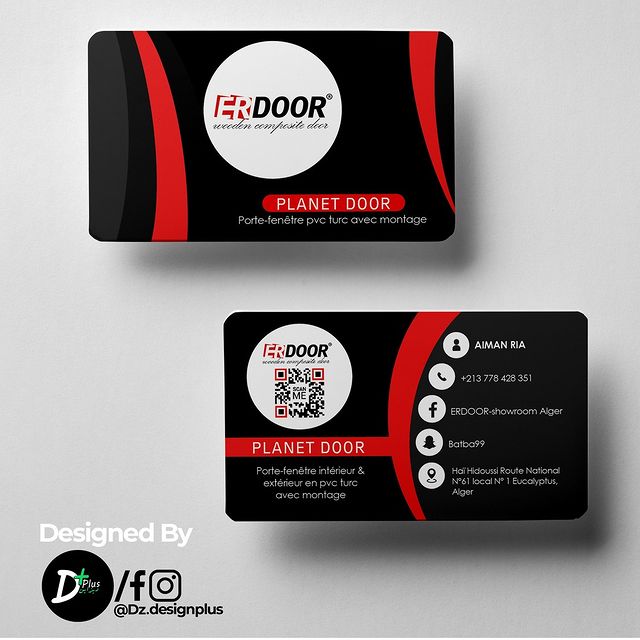 ERDOOR®
wooden composite door
PLANET DOOR
Porte-fenêtre pvc turc avec montage
ERDOOR®
wooden composite door
SCAN
ME
PLANET DOOR
Porte-fenêtre intérieur &
extérieur en pvc turc
avec montage
AIMAN RIA
+213 778 428 351
ERDOOR-showroom Alger
Batba99
Haï Hidoussi Route National
N°61 local N° 1 Eucalyptus,
Alger
Designed By
D+Plus
/f
@Dz.designplus